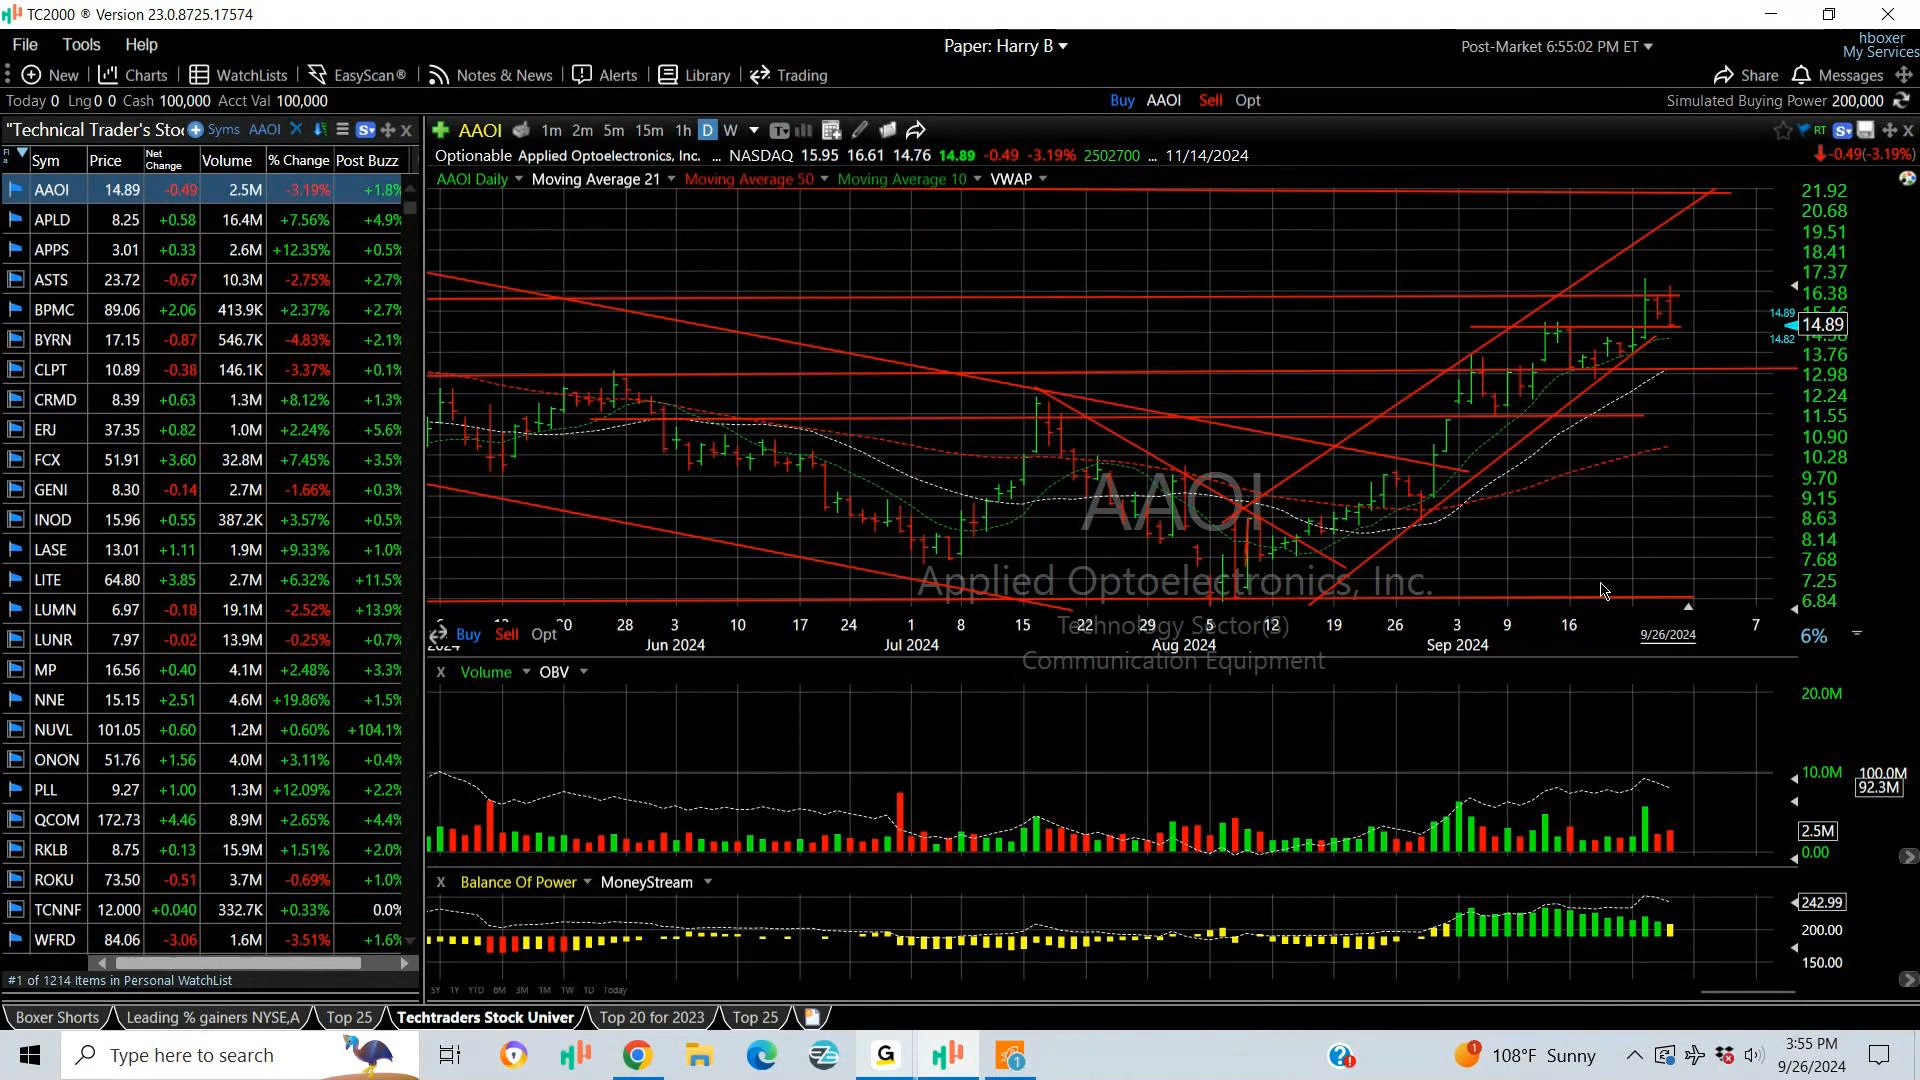 TC2000 ® Version 23.0.8725.17574
File Tools Help
Paper: Harry B
Post-Market 6:55:02 PM ET
hboxer
My Services
New Charts WatchLists EasyScan® Notes & News Alerts Library Trading
Share Messages
Today 0 Lng 0 0 Cash 100,000 Acct Val 100,000
Buy AAOI Sell Opt
Simulated Buying Power 200,000
"Technical Trader's Sto Syms AAOI
AAOI 1m 2m 5m 15m 1h D W
RT
Sym Price Net Change Volume % Change Post Buzz
Optionable Applied Optoelectronics, Inc. ... NASDAQ 15.95 16.61 14.76 14.89 -0.49 -3.19% 2502700 ... 11/14/2024
-0.49(-3.19%)
AAOI Daily Moving Average 21 Moving Average 50 Moving Average 10 VWAP
AAOI 14.89 -0.49 2.5M -3.19% +1.8%
APLD 8.25 +0.58 16.4M +7.56% +4.9%
APPS 3.01 +0.33 2.6M +12.35% +0.5%
ASTS 23.72 -0.67 10.3M -2.75% +2.7%
BPMC 89.06 +2.06 413.9K +2.37% +2.7%
BYRN 17.15 -0.87 546.7K -4.83% +2.1%
CLPT 10.89 -0.38 146.1K -3.37% +0.1%
CRMD 8.39 +0.63 1.3M +8.12% +1.3%
ERJ 37.35 +0.82 1.0M +2.24% +5.6%
FCX 51.91 +3.60 32.8M +7.45% +3.5%
GENI 8.30 -0.14 2.7M -1.66% +0.3%
INOD 15.96 +0.55 387.2K +3.57% +0.5%
LASE 13.01 +1.11 1.9M +9.33% +1.0%
LITE 64.80 +3.85 2.7M +6.32% +11.5%
LUMN 6.97 -0.18 19.1M -2.52% +13.9%
LUNR 7.97 -0.02 13.9M -0.25% +0.7%
MP 16.56 +0.40 4.1M +2.48% +3.3%
NNE 15.15 +2.51 4.6M +19.86% +1.5%
NUVL 101.05 +0.60 1.2M +0.60% +104.1%
ONON 51.76 +1.56 4.0M +3.11% +0.4%
PLL 9.27 +1.00 1.3M +12.09% +2.2%
QCOM 172.73 +4.46 8.9M +2.65% +4.4%
RKLB 8.75 +0.13 15.9M +1.51% +2.0%
ROKU 73.50 -0.51 3.7M -0.69% +1.0%
TCNNF 12.000 +0.040 332.7K +0.33% 0.0%
WFRD 84.06 -3.06 1.6M -3.51% +1.6%
#1 of 1214 Items in Personal WatchList
21.92
20.68
19.51
18.41
17.37
16.38
14.89
14.89
14.82
13.76
12.98
12.24
11.55
10.90
10.28
9.70
9.15
8.63
8.14
7.68
7.25
6.84
6%
AAOI
Applied Optoelectronics, Inc.
Technology Sector(S)
Communication Equipment
28 3 10 17 24 1 8 15 22 29 5 12 19 26 3 9 16 7
2024 Jun 2024 Jul 2024 Aug 2024 Sep 2024 9/26/2024
Buy Sell Opt
X Volume OBV
20.0M
10.0M 100.0M
92.3M
2.5M
0.00
X Balance Of Power MoneyStream
242.99
200.00
150.00
5Y 1Y YTD 6M 3M 1M 1W 1D Today
Boxer Shorts Leading % gainers NYSE,A Top 25 Techtraders Stock Univer Top 20 for 2023 Top 25
Type here to search
108°F Sunny
3:55 PM
9/26/2024